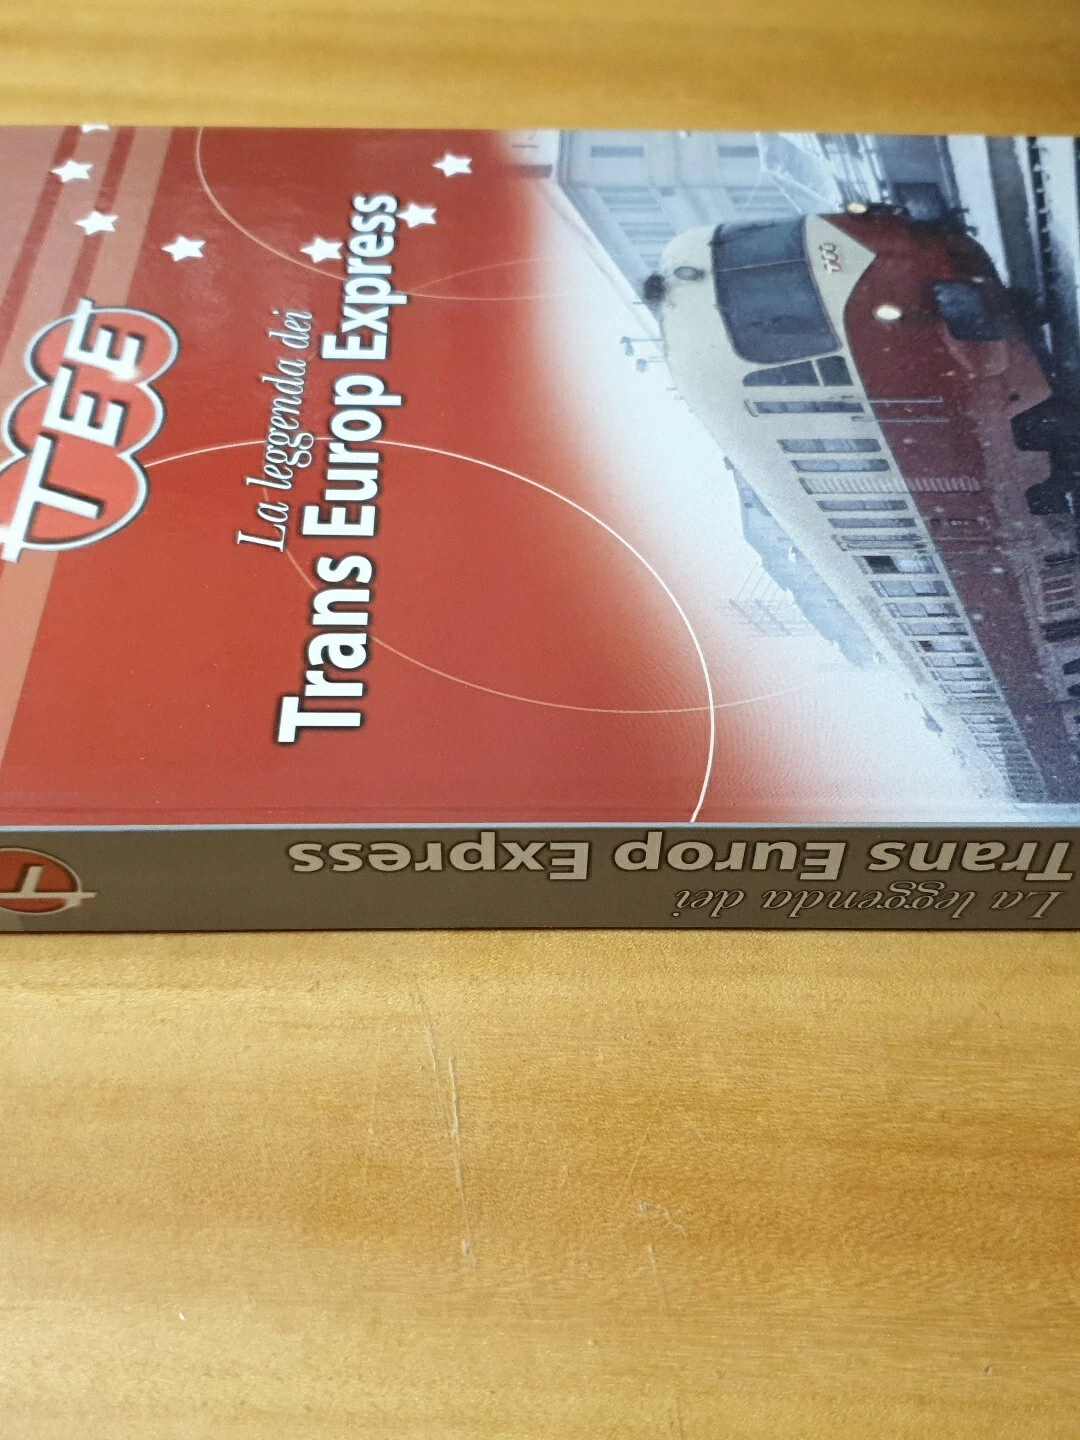 TEE
La leggenda dei
Trans Europ Express
La leggenda dei
Trans Europ Express
T